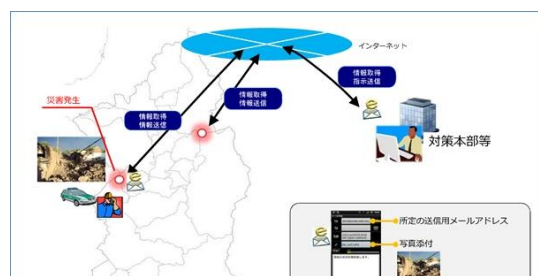 インターネット
情報取得
指示送信
情報取得
情報送信
災害発生
情報取得
情報送信
対策本部等
所定の送信用メールアドレス
写真添付